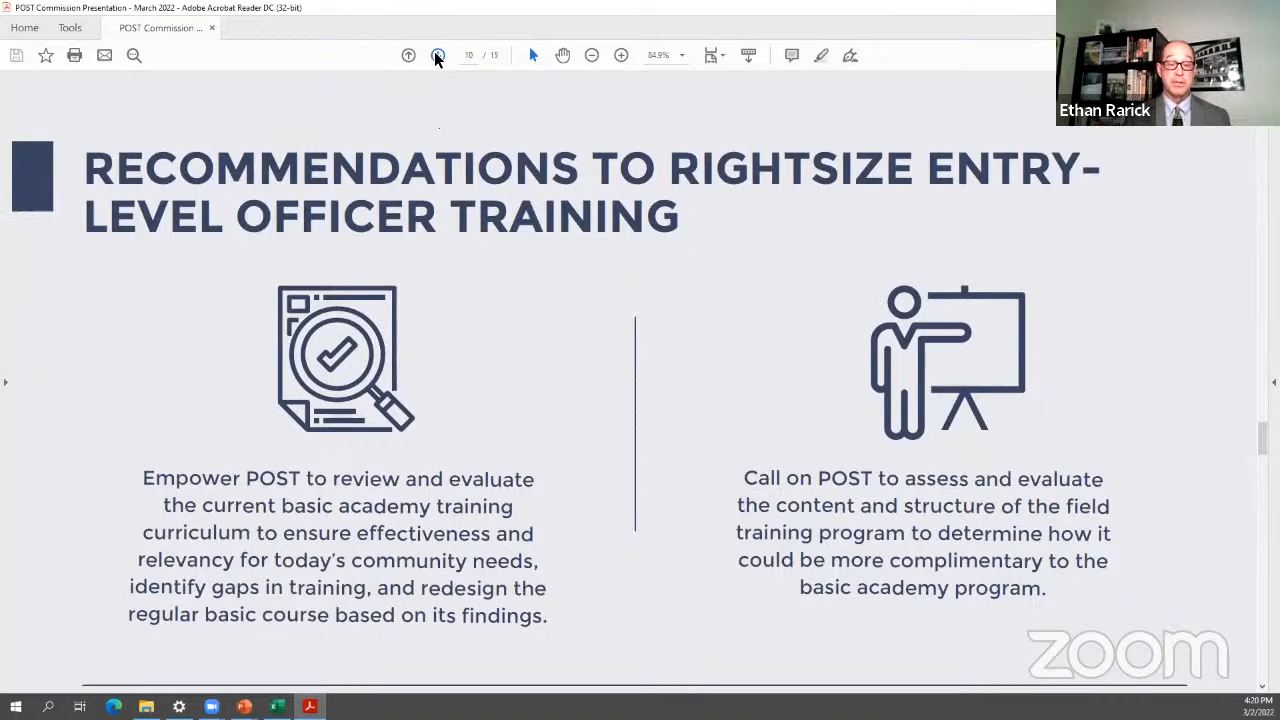 POST Commission Presentation - March 2022 - Adobe Acrobat Reader DC (32-bit)
Home Tools POST Commission ... ×
10 / 15 84.9%
Ethan Rarick
RECOMMENDATIONS TO RIGHTSIZE ENTRY-
LEVEL OFFICER TRAINING
Empower POST to review and evaluate
the current basic academy training
curriculum to ensure effectiveness and
relevancy for today's community needs,
identify gaps in training, and redesign the
regular basic course based on its findings.
Call on POST to assess and evaluate
the content and structure of the field
training program to determine how it
could be more complimentary to the
basic academy program.
zoom
4:20 PM
3/2/2022